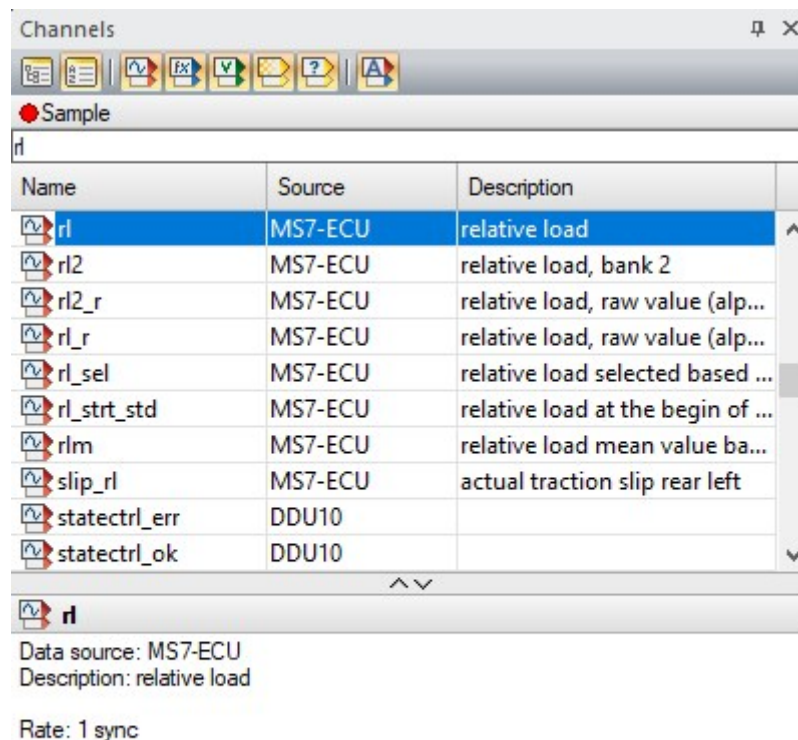 Channels
Sample
rl
Name Source Description
rl MS7-ECU relative load
rl2 MS7-ECU relative load, bank 2
rl2_r MS7-ECU relative load, raw value (alp...
rl_r MS7-ECU relative load, raw value (alp...
rl_sel MS7-ECU relative load selected based ...
rl_strt_std MS7-ECU relative load at the begin of ...
rlm MS7-ECU relative load mean value ba...
slip_rl MS7-ECU actual traction slip rear left
statectrl_err DDU10
statectrl_ok DDU10
rl
Data source: MS7-ECU
Description: relative load
Rate: 1 sync